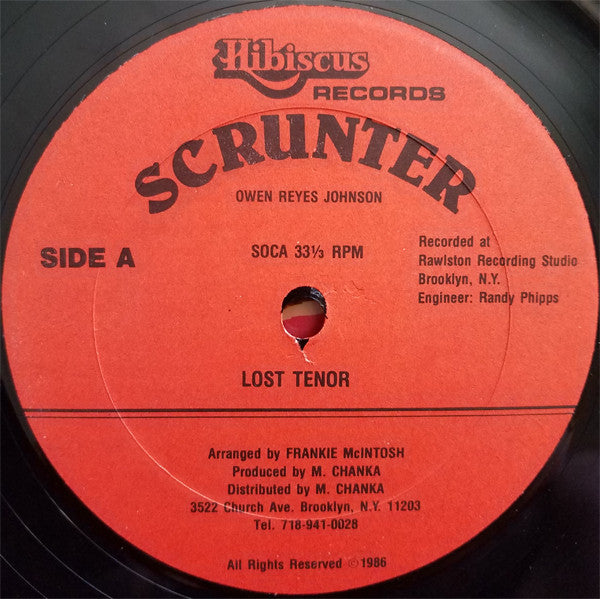 Hibiscus
RECORDS
SCRUNTER
OWEN REYES JOHNSON
SIDE A
SOCA 33⅓ RPM
Recorded at
Rawlston Recording Studio
Brooklyn, N.Y.
Engineer: Randy Phipps
LOST TENOR
Arranged by FRANKIE McINTOSH
Produced by M. CHANKA
Distributed by M. CHANKA
3522 Church Ave. Brooklyn, N.Y. 11203
Tel. 718-941-0028
All Rights Reserved © 1986